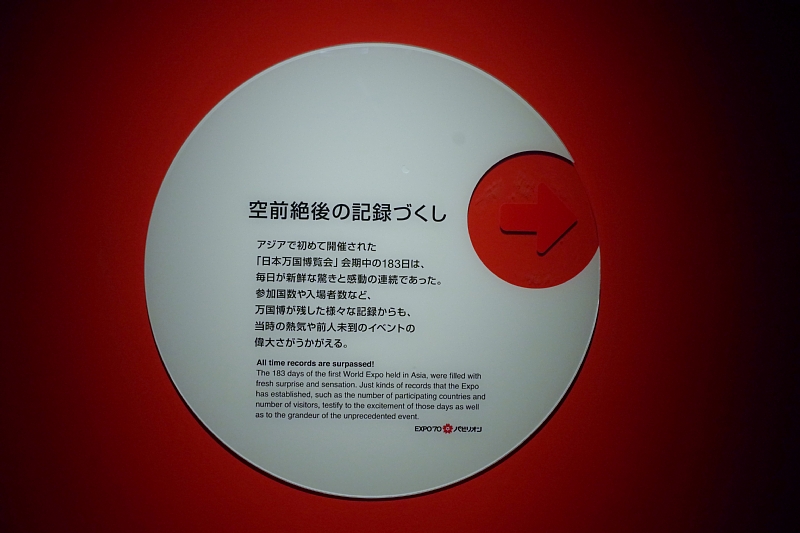 空前絶後の記録づくし
アジアで初めて開催された
「日本万国博覧会」会期中の183日は、
毎日が新鮮な驚きと感動の連続であった。
参加国数や入場者数など、
万国博が残した様々な記録からも、
当時の熱気や前人未到のイベントの
偉大さがうかがえる。
All time records are surpassed!
The 183 days of the first World Expo held in Asia, were filled with
fresh surprise and sensation. Just kinds of records that the Expo
has established, such as the number of participating countries and
number of visitors, testify to the excitement of those days as well
as to the grandeur of the unprecedented event.
EXPO'70 パビリオン